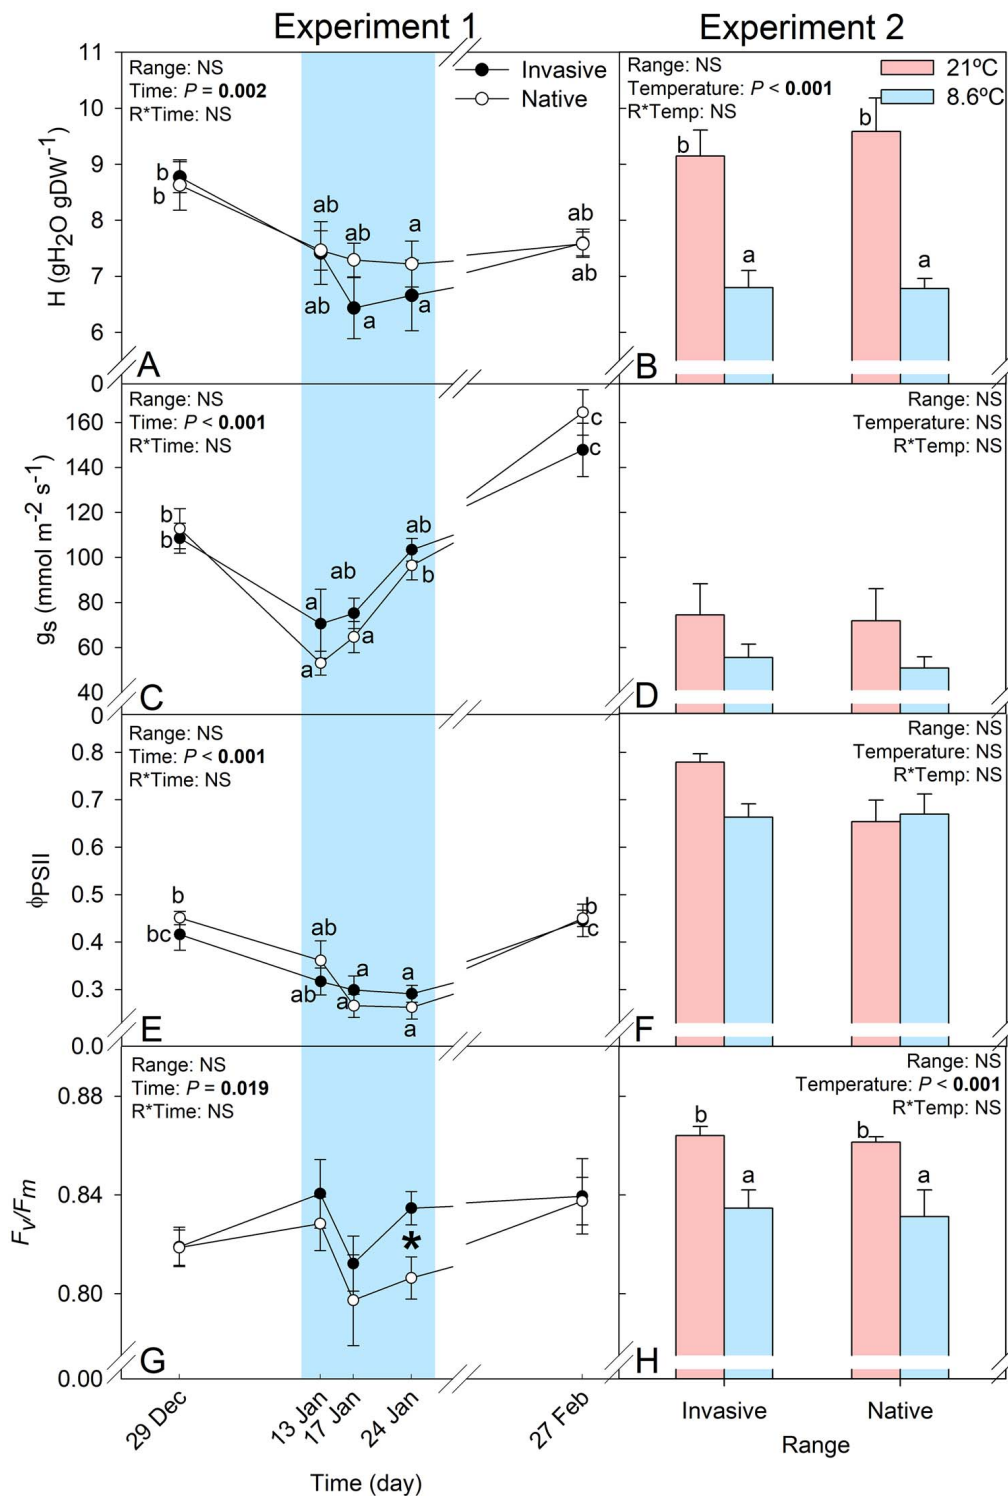 Experiment 1
Experiment 2
11
10
9
8
7
6
0
H (gH2O gDW⁻¹)
Range: NS
Time: P = 0.002
R*Time: NS
Invasive
Native
b
b
ab
ab
ab
a
a
a
ab
ab
A
Range: NS
Temperature: P < 0.001
R*Temp: NS
21ºC
8.6ºC
b
a
b
a
B
160
140
120
100
80
60
40
0
gs (mmol m⁻² s⁻¹)
Range: NS
Time: P < 0.001
R*Time: NS
b
b
a
a
ab
a
ab
b
c
c
C
Range: NS
Temperature: NS
R*Temp: NS
D
0.8
0.7
0.6
0.5
0.4
0.3
0.0
ϕPSII
Range: NS
Time: P < 0.001
R*Time: NS
b
bc
ab
ab
a
a
a
a
b
c
E
Range: NS
Temperature: NS
R*Temp: NS
F
0.88
0.84
0.80
0.00
Fv/Fm
Range: NS
Time: P = 0.019
R*Time: NS
*
G
Range: NS
Temperature: P < 0.001
R*Temp: NS
b
a
b
a
H
29 Dec
13 Jan
17 Jan
24 Jan
27 Feb
Time (day)
Invasive
Native
Range